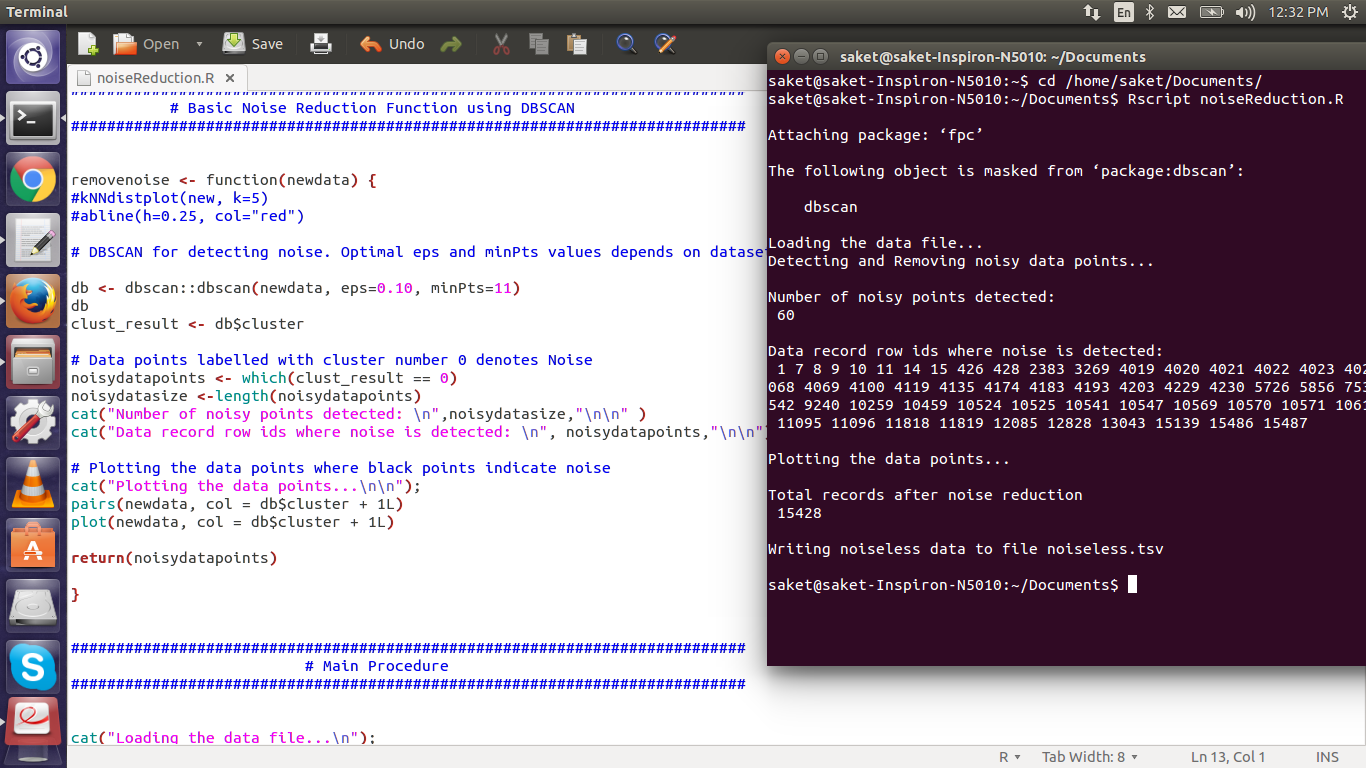 Terminal
En
12:32 PM
Open
Save
Undo
noiseReduction.R
###########################################################################
# Basic Noise Reduction Function using DBSCAN
###########################################################################
removenoise <- function(newdata) {
#kNNdistplot(new, k=5)
#abline(h=0.25, col="red")
# DBSCAN for detecting noise. Optimal eps and minPts values depends on dataset
db <- dbscan::dbscan(newdata, eps=0.10, minPts=11)
db
clust_result <- db$cluster
# Data points labelled with cluster number 0 denotes Noise
noisydatapoints <- which(clust_result == 0)
noisydatasize <-length(noisydatapoints)
cat("Number of noisy points detected: \n",noisydatasize,"\n\n" )
cat("Data record row ids where noise is detected: \n", noisydatapoints,"\n\n")
# Plotting the data points where black points indicate noise
cat("Plotting the data points...\n\n");
pairs(newdata, col = db$cluster + 1L)
plot(newdata, col = db$cluster + 1L)
return(noisydatapoints)
}
###########################################################################
# Main Procedure
###########################################################################
cat("Loading the data file...\n");
R
Tab Width: 8
Ln 13, Col 1
INS
saket@saket-Inspiron-N5010: ~/Documents
saket@saket-Inspiron-N5010:~$ cd /home/saket/Documents/
saket@saket-Inspiron-N5010:~/Documents$ Rscript noiseReduction.R
Attaching package: ‘fpc’
The following object is masked from ‘package:dbscan’:
dbscan
Loading the data file...
Detecting and Removing noisy data points...
Number of noisy points detected:
60
Data record row ids where noise is detected:
1 7 8 9 10 11 14 15 426 428 2383 3269 4019 4020 4021 4022 4023 402
068 4069 4100 4119 4135 4174 4183 4193 4203 4229 4230 5726 5856 753
542 9240 10259 10459 10524 10525 10541 10547 10569 10570 10571 1061
11095 11096 11818 11819 12085 12828 13043 15139 15486 15487
Plotting the data points...
Total records after noise reduction
15428
Writing noiseless data to file noiseless.tsv
saket@saket-Inspiron-N5010:~/Documents$